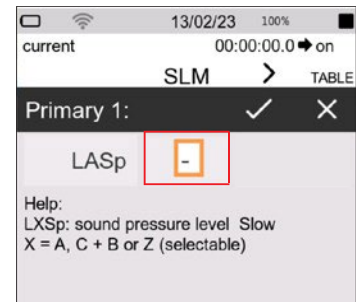 13/02/23 100%
current 00:00:00.0 ➡ on
SLM > TABLE
Primary 1: ✓ ✕
LASp -
Help:
LXSp: sound pressure level Slow
X = A, C + B or Z (selectable)